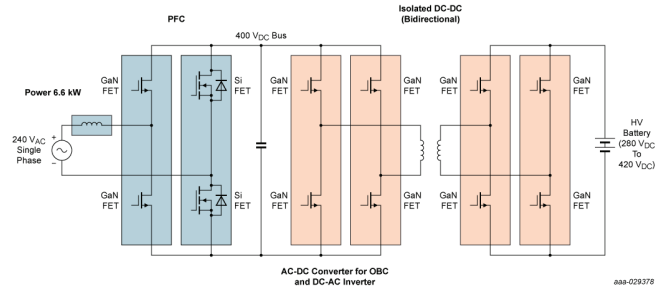 PFC
Isolated DC-DC
(Bidirectional)
400 VDC Bus
Power 6.6 kW
GaN
FET
Si
FET
GaN
FET
GaN
FET
GaN
FET
GaN
FET
240 VAC
Single
Phase
+
−
HV
Battery
(280 VDC
To
420 VDC)
GaN
FET
Si
FET
GaN
FET
GaN
FET
GaN
FET
GaN
FET
AC-DC Converter for OBC
and DC-AC Inverter
aaa-029378